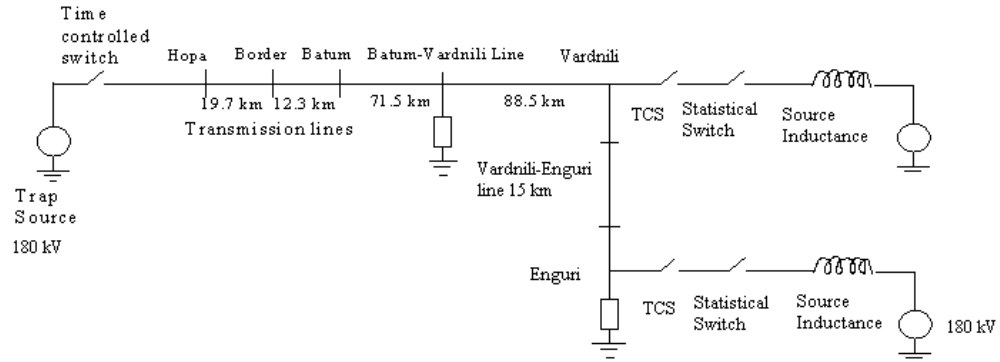 Time
controlled
switch
Hopa
Border
Batum
Batum-Vardnili Line
Vardnili
19.7 km
12.3 km
71.5 km
88.5 km
Transmission lines
TCS
Statistical
Switch
Source
Inductance
Trap
Source
180 kV
Vardnili-Enguri
line 15 km
Enguri
TCS
Statistical
Switch
Source
Inductance
180 kV